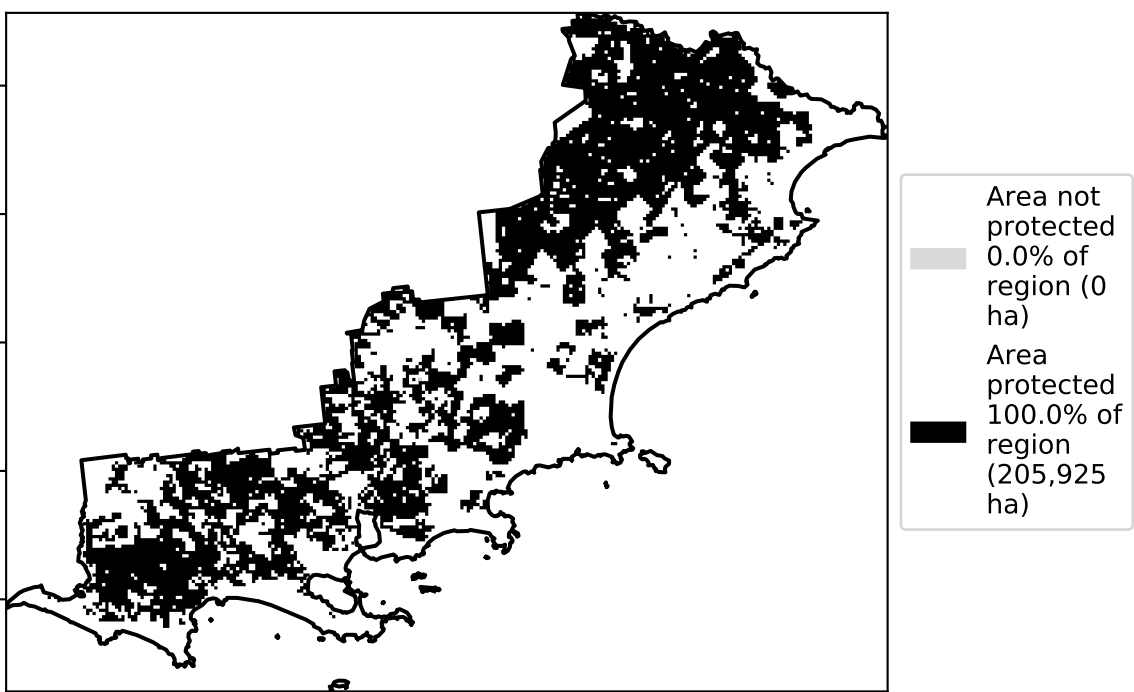 Area not
protected
0.0% of
region (0
ha)
Area
protected
100.0% of
region
(205,925
ha)